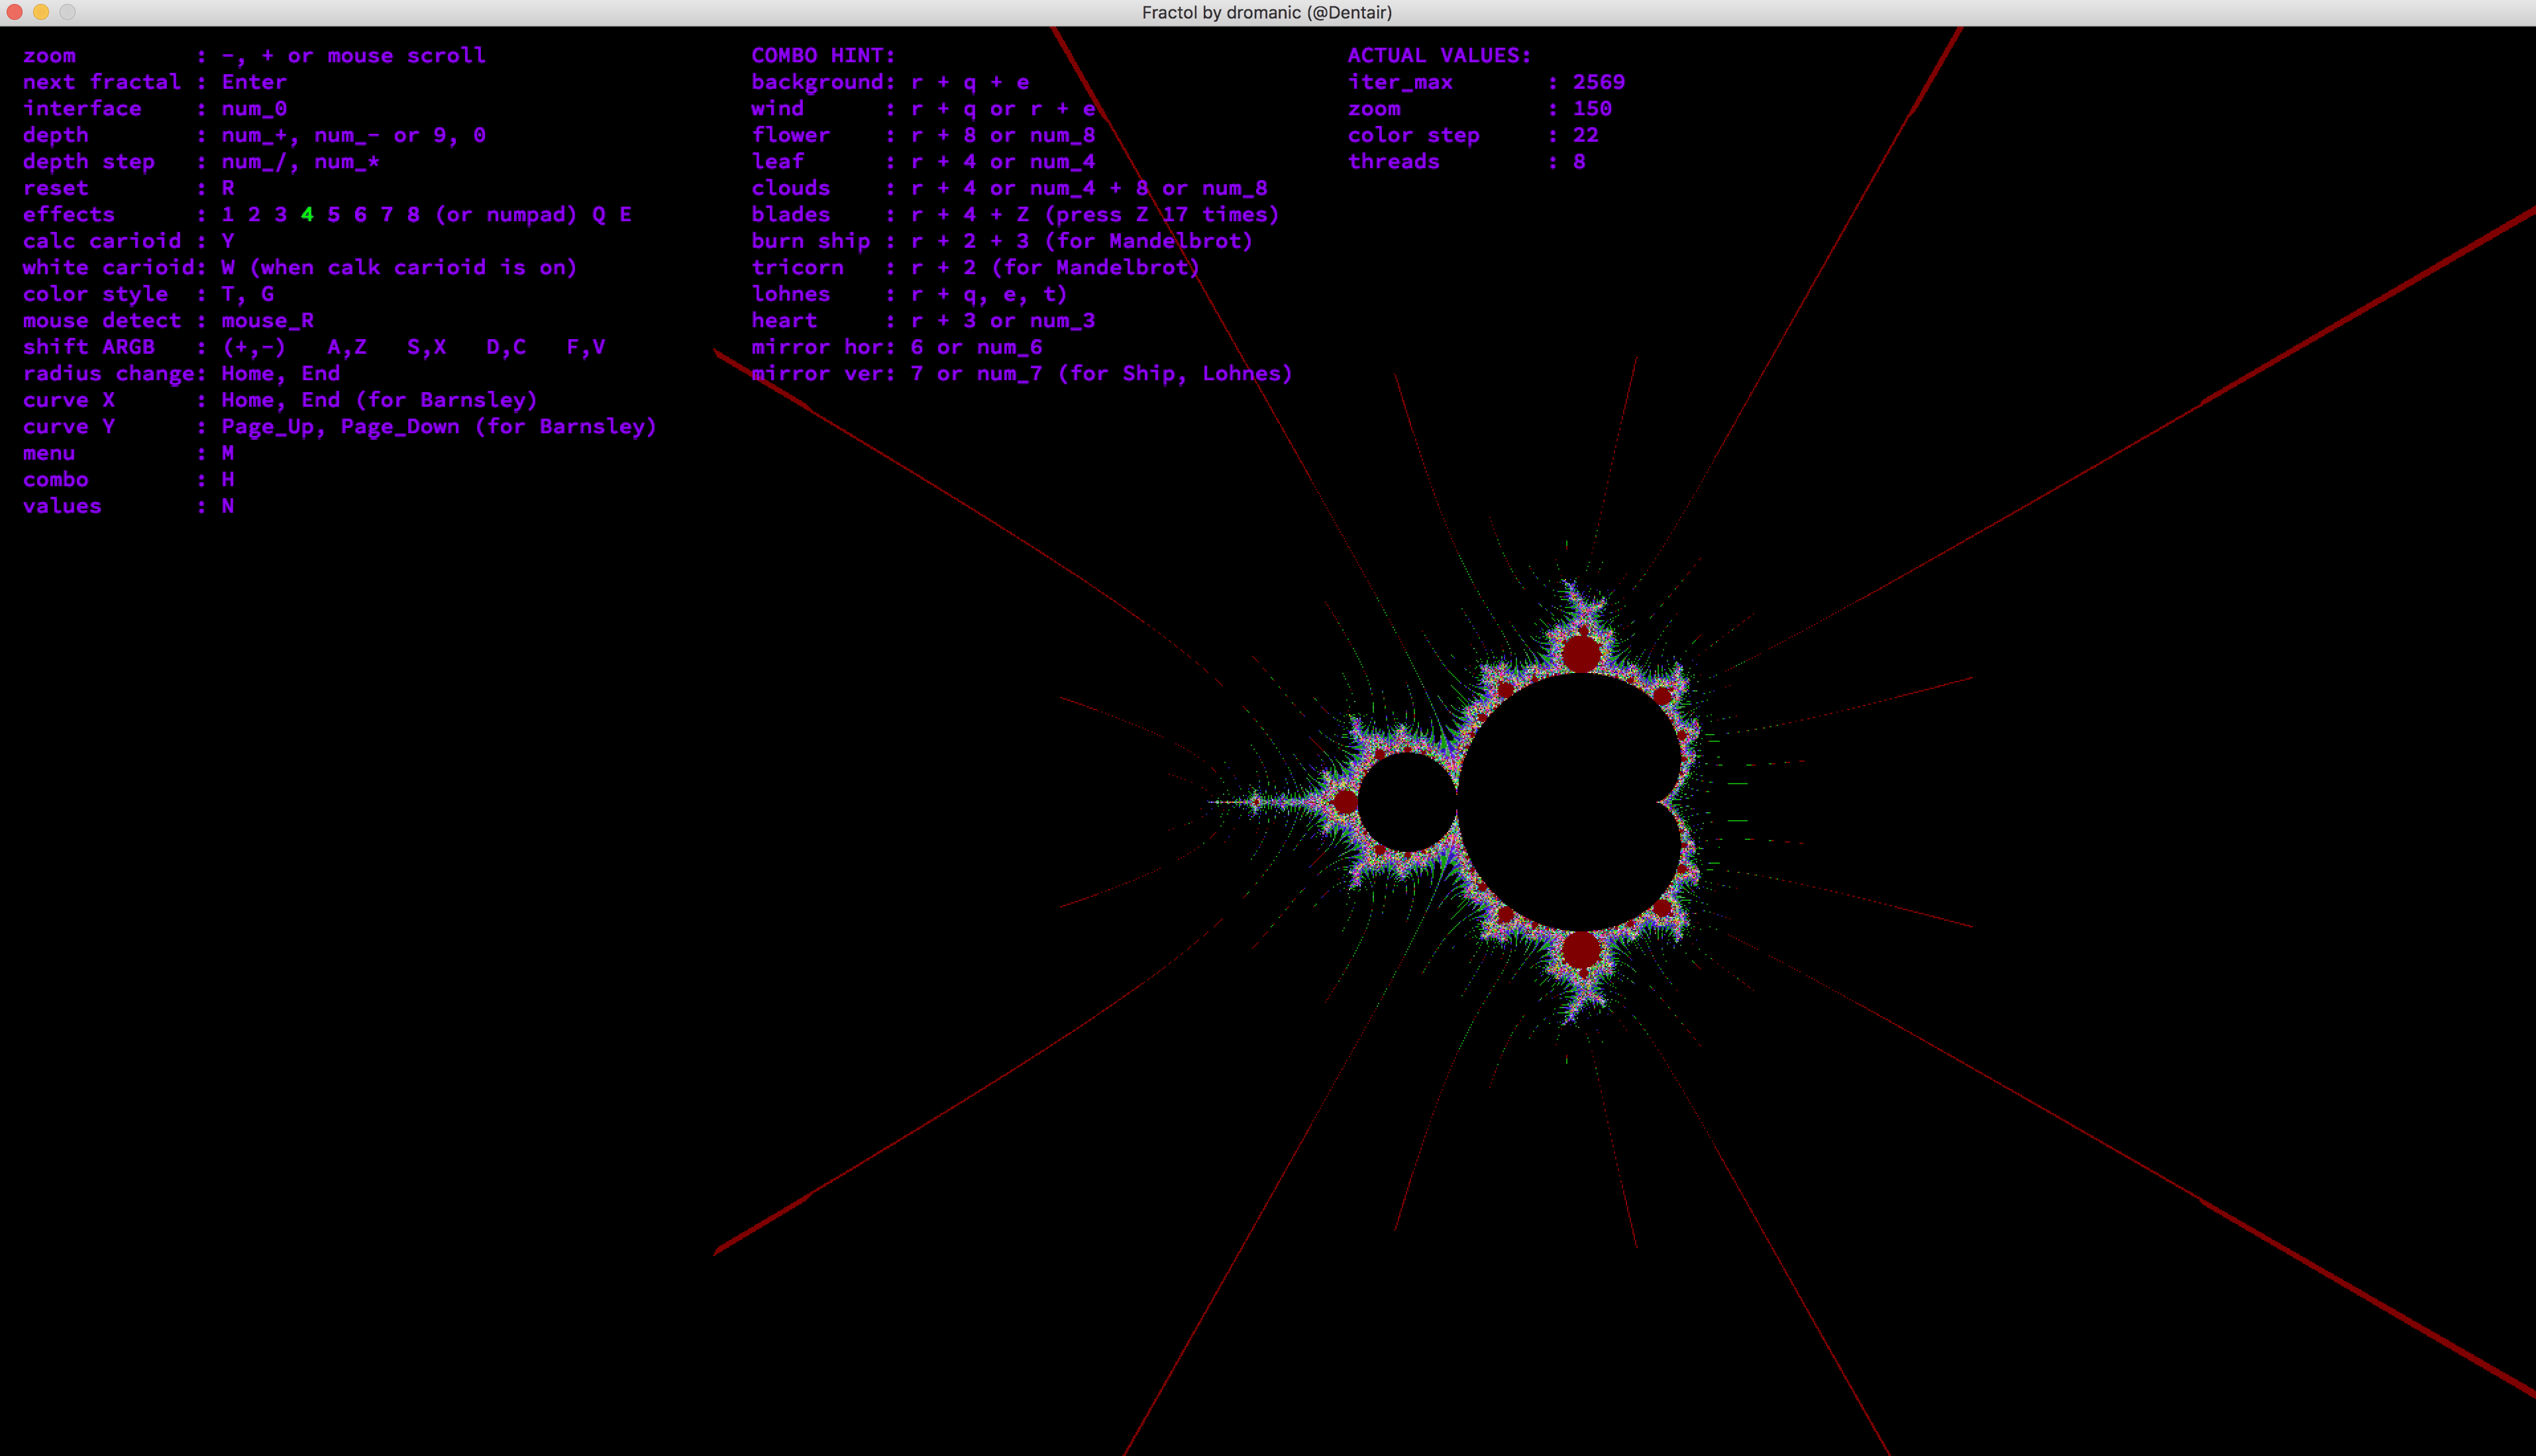 Fractol by dromanic (@Dentair)
zoom : -, + or mouse scroll
next fractal : Enter
interface : num_0
depth : num_+, num_- or 9, 0
depth step : num_/, num_*
reset : R
effects : 1 2 3 4 5 6 7 8 (or numpad) Q E
calc carioid : Y
white carioid: W (when calk carioid is on)
color style : T, G
mouse detect : mouse_R
shift ARGB : (+,-) A,Z S,X D,C F,V
radius change: Home, End
curve X : Home, End (for Barnsley)
curve Y : Page_Up, Page_Down (for Barnsley)
menu : M
combo : H
values : N
COMBO HINT:
background: r + q + e
wind : r + q or r + e
flower : r + 8 or num_8
leaf : r + 4 or num_4
clouds : r + 4 or num_4 + 8 or num_8
blades : r + 4 + Z (press Z 17 times)
burn ship : r + 2 + 3 (for Mandelbrot)
tricorn : r + 2 (for Mandelbrot)
lohnes : r + q, e, t)
heart : r + 3 or num_3
mirror hor: 6 or num_6
mirror ver: 7 or num_7 (for Ship, Lohnes)
ACTUAL VALUES:
iter_max : 2569
zoom : 150
color step : 22
threads : 8